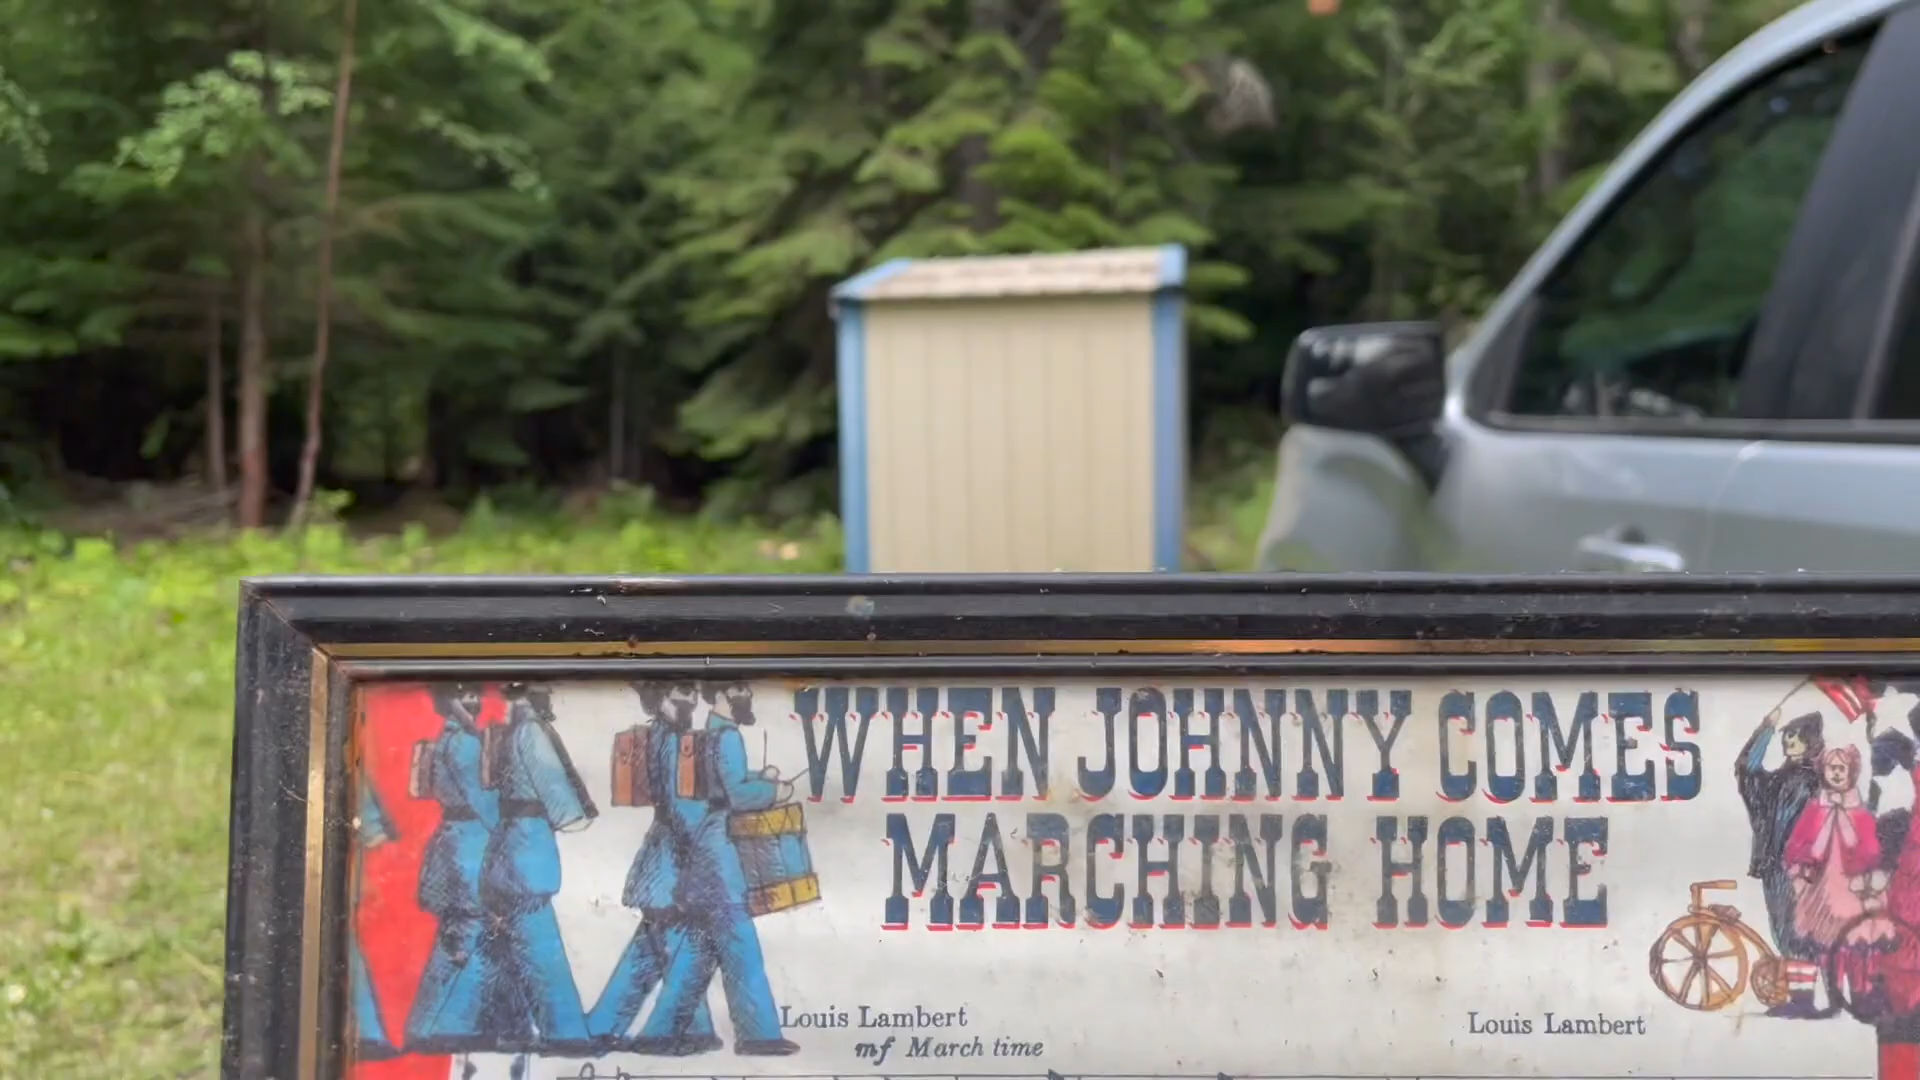 WHEN JOHNNY COMES
MARCHING HOME
Louis Lambert
Louis Lambert
mf March time